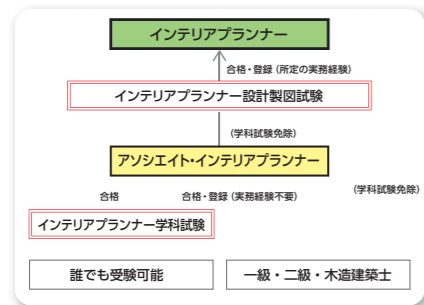 インテリアプランナー
合格・登録（所定の実務経験）
インテリアプランナー設計製図試験
（学科試験免除）
アソシエイト・インテリアプランナー
合格
合格・登録（実務経験不要）
（学科試験免除）
インテリアプランナー学科試験
誰でも受験可能
一級・二級・木造建築士